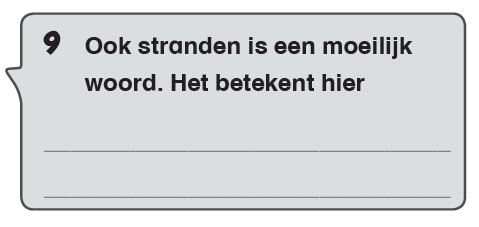 9 Ook stranden is een moeilijk
woord. Het betekent hier